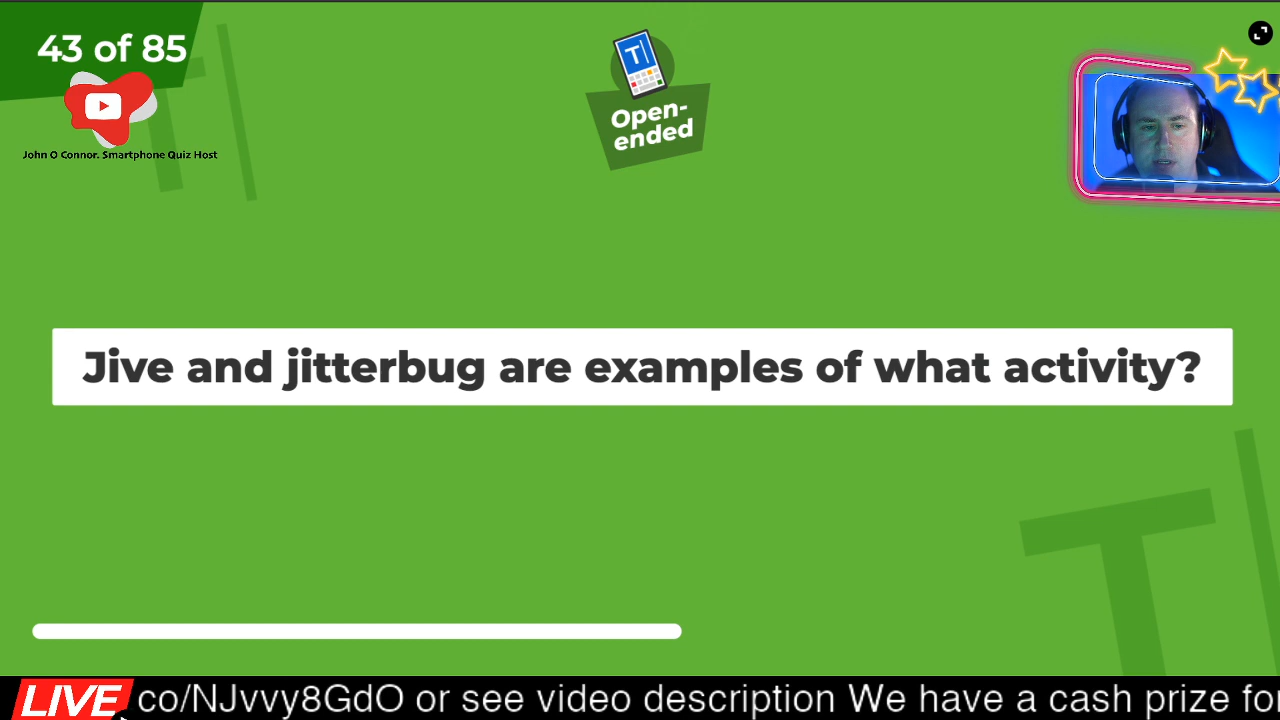 43 of 85
John O Connor. Smartphone Quiz Host
T
Open-
ended
Jive and jitterbug are examples of what activity?
LIVE co/NJvvy8GdO or see video description We have a cash prize for